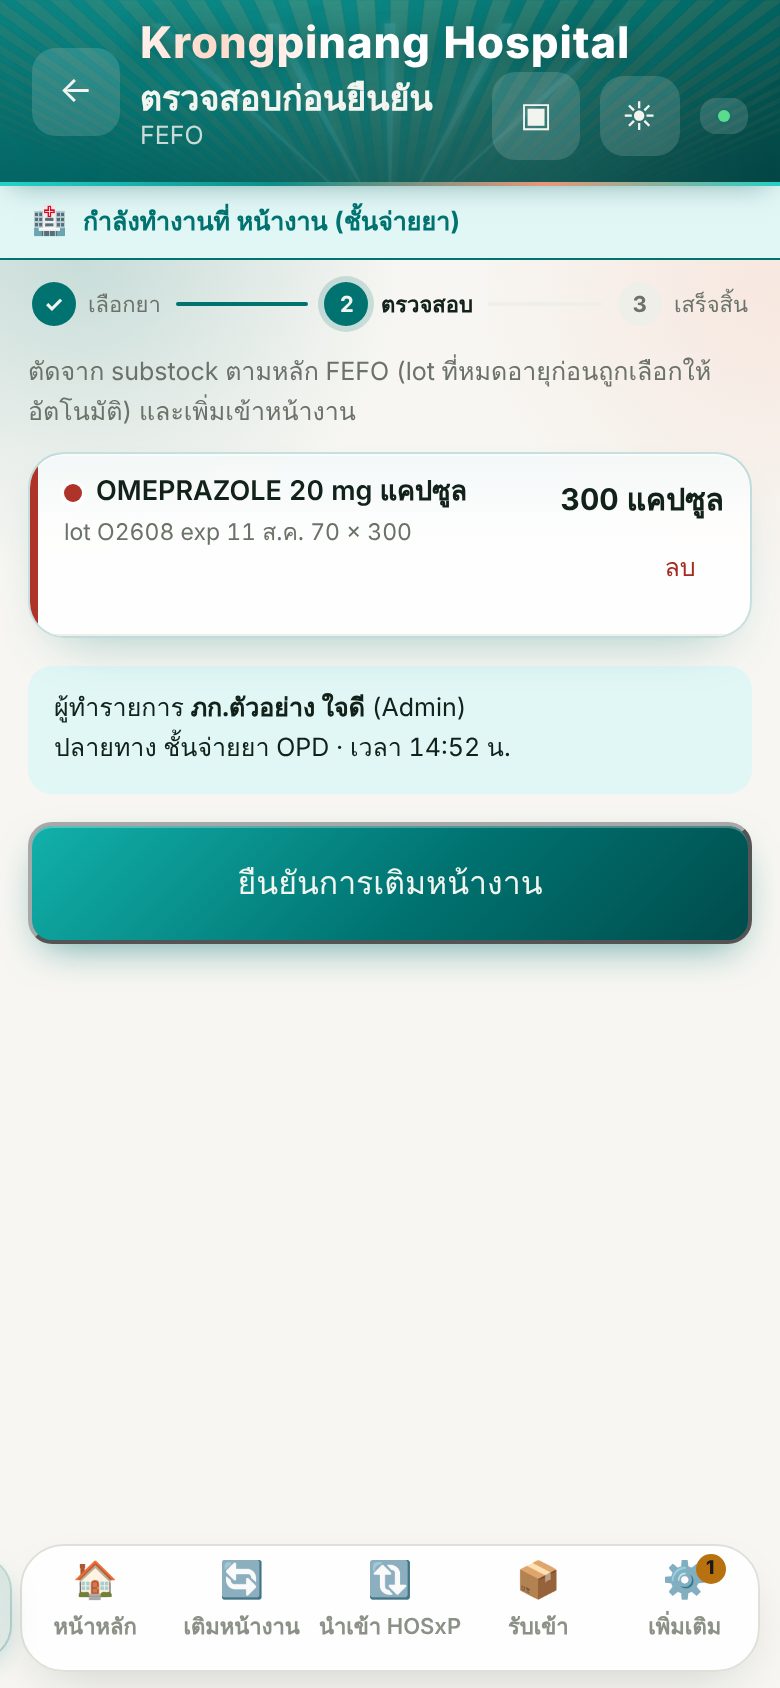 Krongpinang Hospital
ตรวจสอบก่อนยืนยัน
FEFO
กำลังทำงานที่ หน้างาน (ชั้นจ่ายยา)
เลือกยา
2 ตรวจสอบ
3 เสร็จสิ้น
ตัดจาก substock ตามหลัก FEFO (lot ที่หมดอายุก่อนถูกเลือกให้
อัตโนมัติ) และเพิ่มเข้าหน้างาน
OMEPRAZOLE 20 mg แคปซูล
300 แคปซูล
lot O2608 exp 11 ส.ค. 70 × 300
ลบ
ผู้ทำรายการ ภก.ตัวอย่าง ใจดี (Admin)
ปลายทาง ชั้นจ่ายยา OPD · เวลา 14:52 น.
ยืนยันการเติมหน้างาน
1
หน้าหลัก
เติมหน้างาน
นำเข้า HOSxP
รับเข้า
เพิ่มเติม